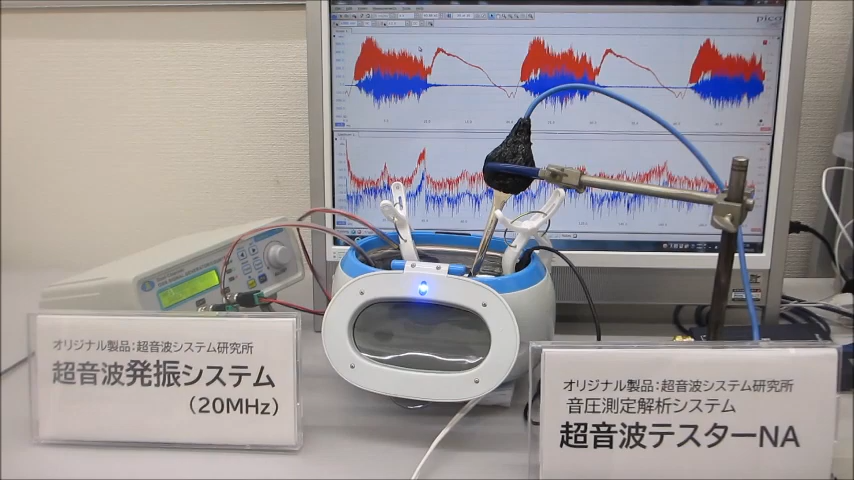 pico
オリジナル製品：超音波システム研究所
超音波発振システム
（20MHz）
オリジナル製品：超音波システム研究所
音圧測定解析システム
超音波テスターNA